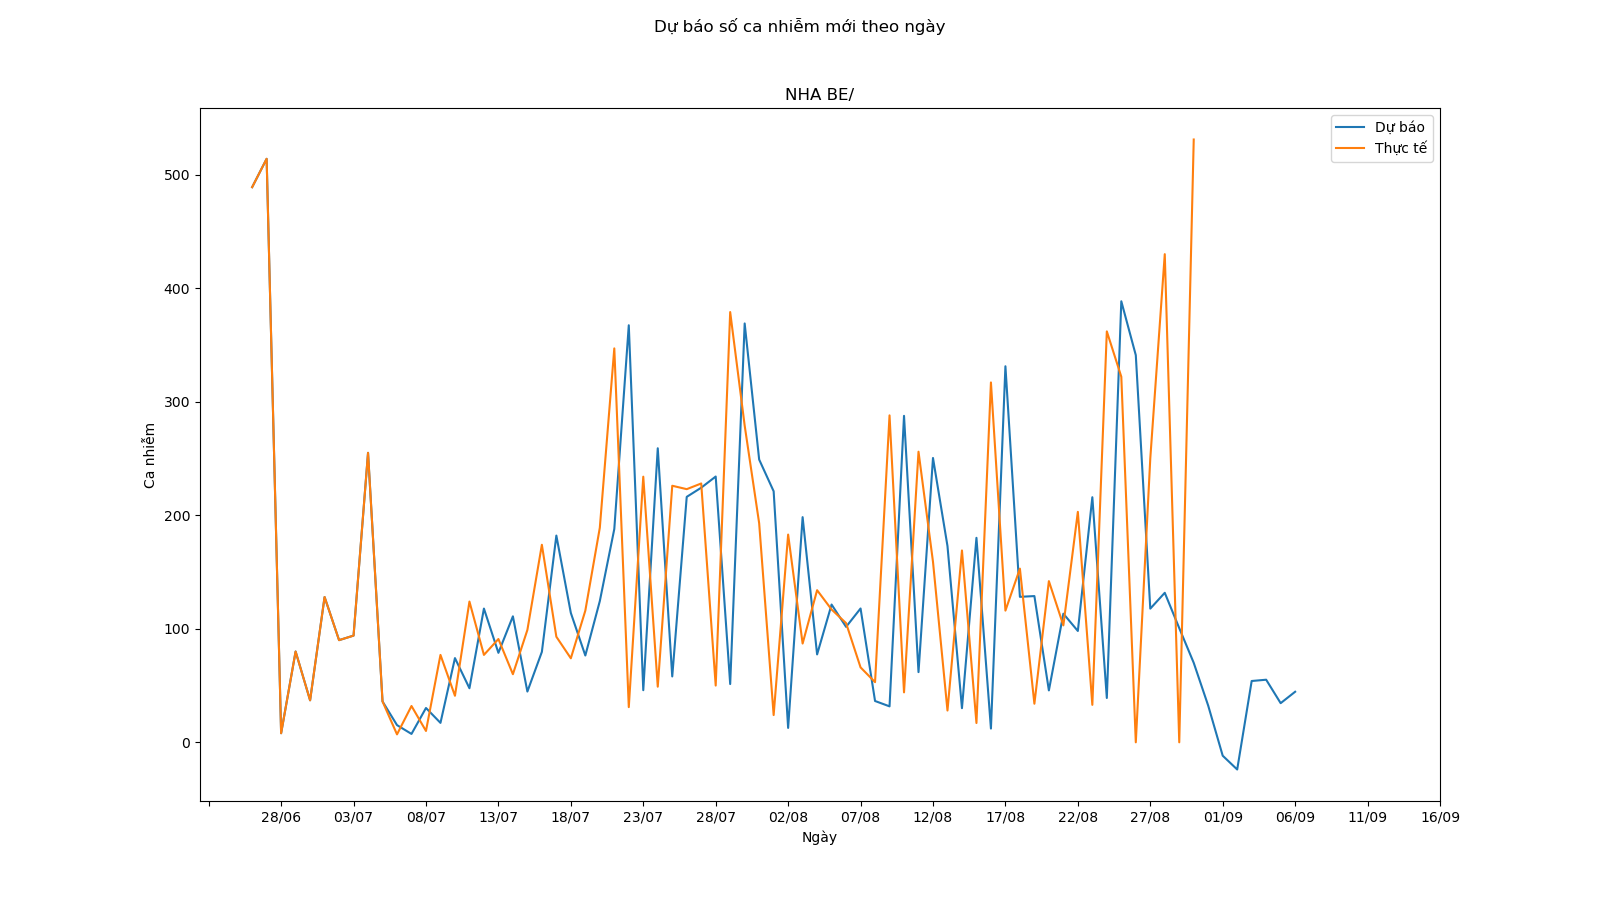 Dự báo số ca nhiễm mới theo ngày
NHA BE/
Dự báo
Thực tế
500
400
300
200
100
0
Ca nhiễm
28/06 03/07 08/07 13/07 18/07 23/07 28/07 02/08 07/08 12/08 17/08 22/08 27/08 01/09 06/09 11/09 16/09
Ngày